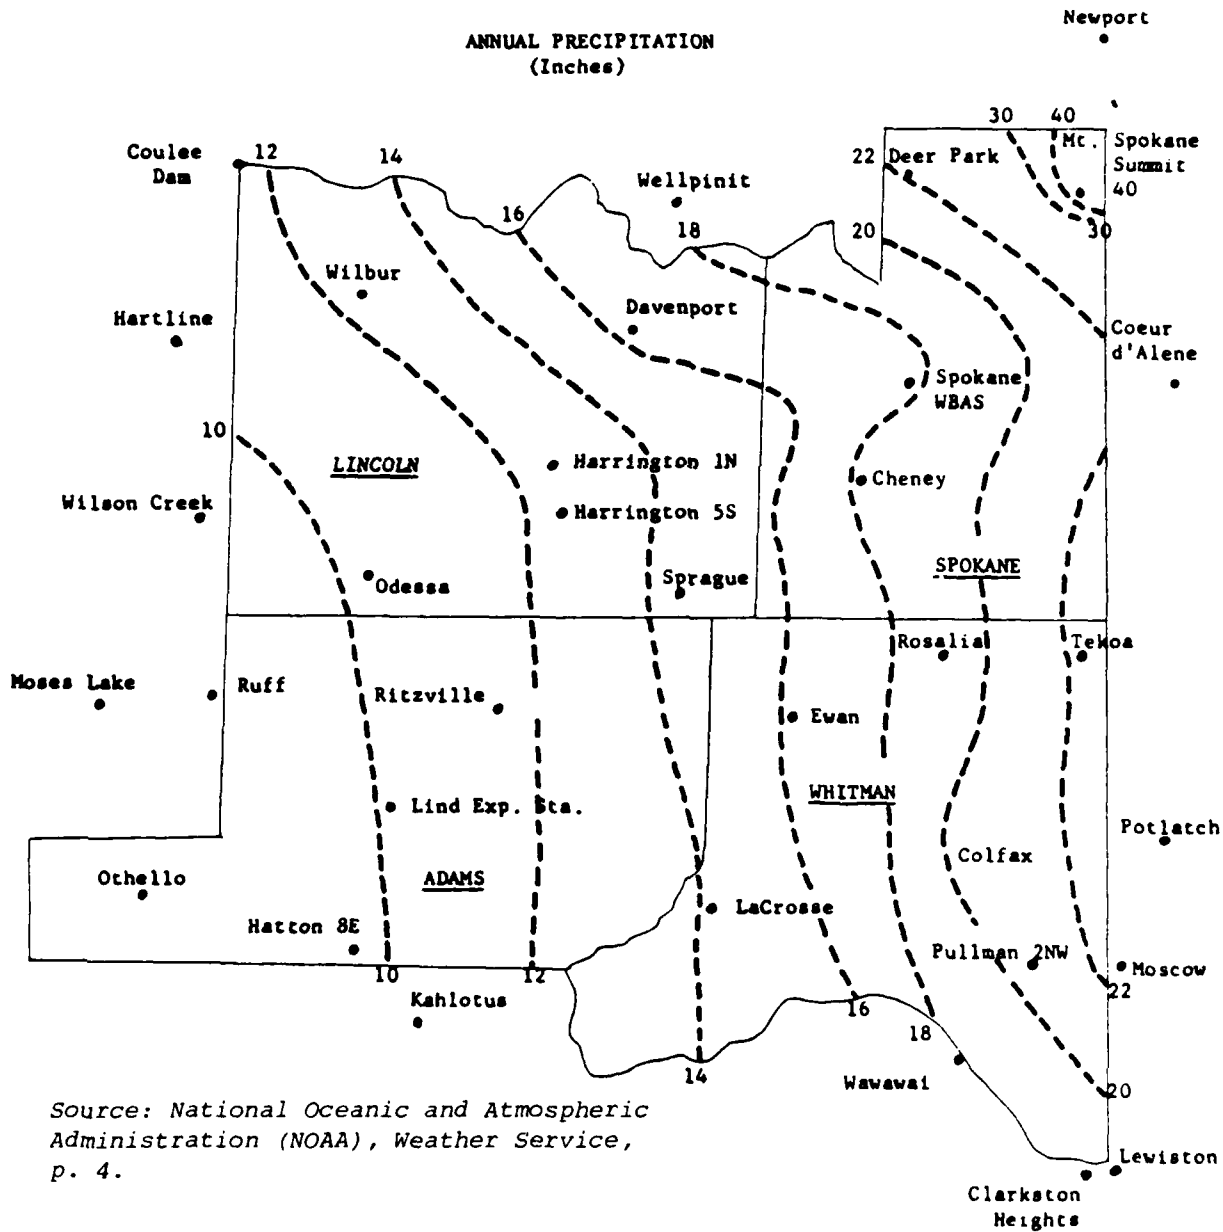 Newport
ANNUAL PRECIPITATION
(Inches)
30
40
Coulee
Dam
12
14
22
Deer Park
Mt. Spokane
Summit
40
Wellpinit
16
18
20
30
Wilbur
Davenport
Hartline
Coeur
d'Alene
Spokane
WBAS
10
LINCOLN
Harrington 1N
Cheney
Wilson Creek
Harrington 5S
Odessa
Sprague
SPOKANE
Rosalia
Tekoa
Moses Lake
Ruff
Ritzville
Ewan
Lind Exp. Sta.
WHITMAN
Potlatch
Colfax
Othello
ADAMS
LaCrosse
Hatton 8E
Pullman 2NW
Moscow
10
12
22
Kahlotus
16
18
14
Wawawai
20
Source: National Oceanic and Atmospheric
Administration (NOAA), Weather Service,
p. 4.
Lewiston
Clarkston
Heights